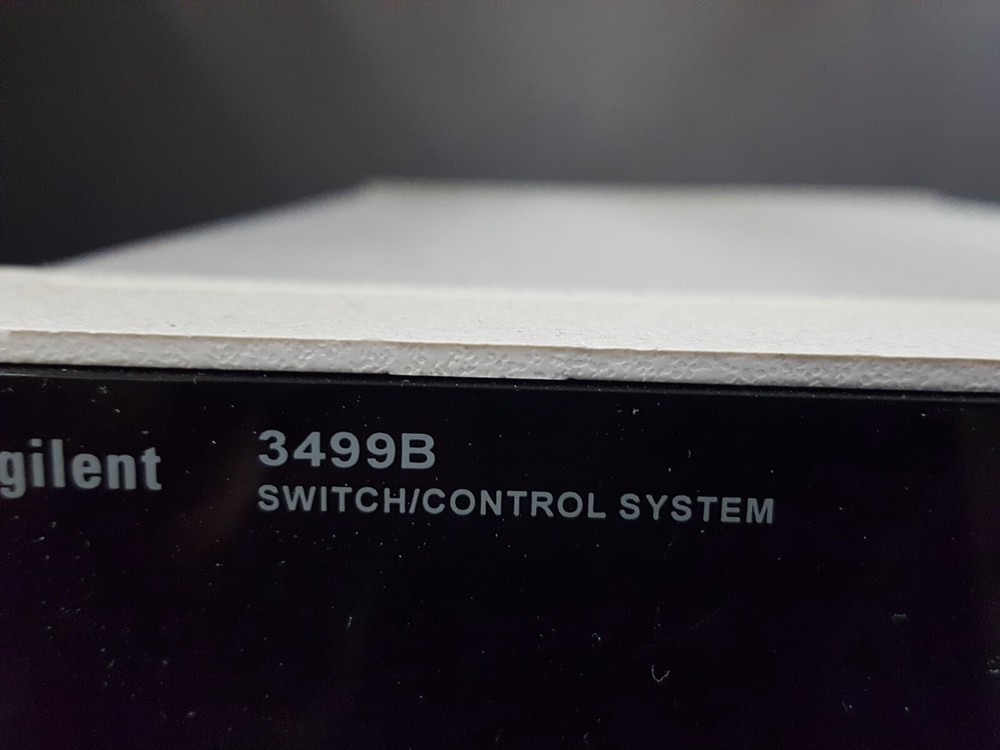 gilent
3499B
SWITCH/CONTROL SYSTEM